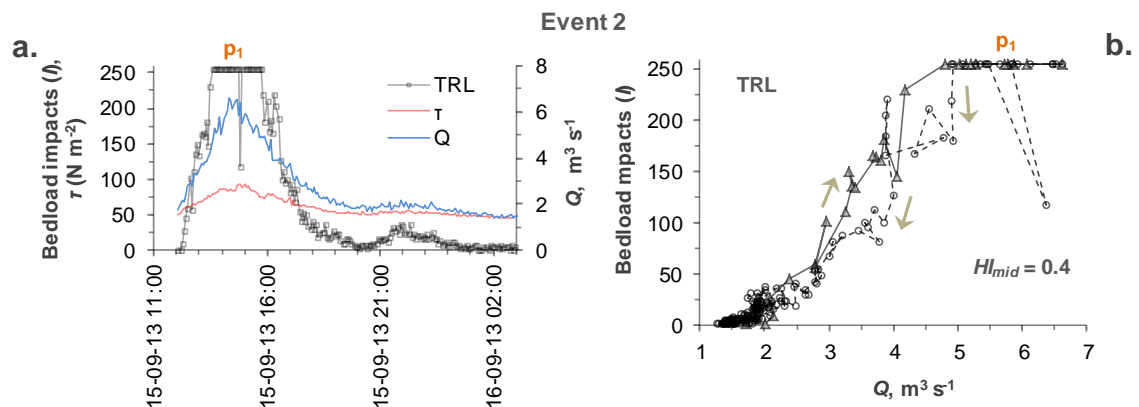 Event 2
a.
p1
Bedload impacts (I),
τ (N m-2)
250
200
150
100
50
0
8
6
4
2
0
Q, m3 s-1
TRL
τ
Q
15-09-13 11:00
15-09-13 16:00
15-09-13 21:00
16-09-13 02:00
b.
p1
TRL
Bedload mpacts (I)
250
200
150
100
50
0
HImid = 0.4
1
2
3
4
5
6
7
Q, m3 s-1